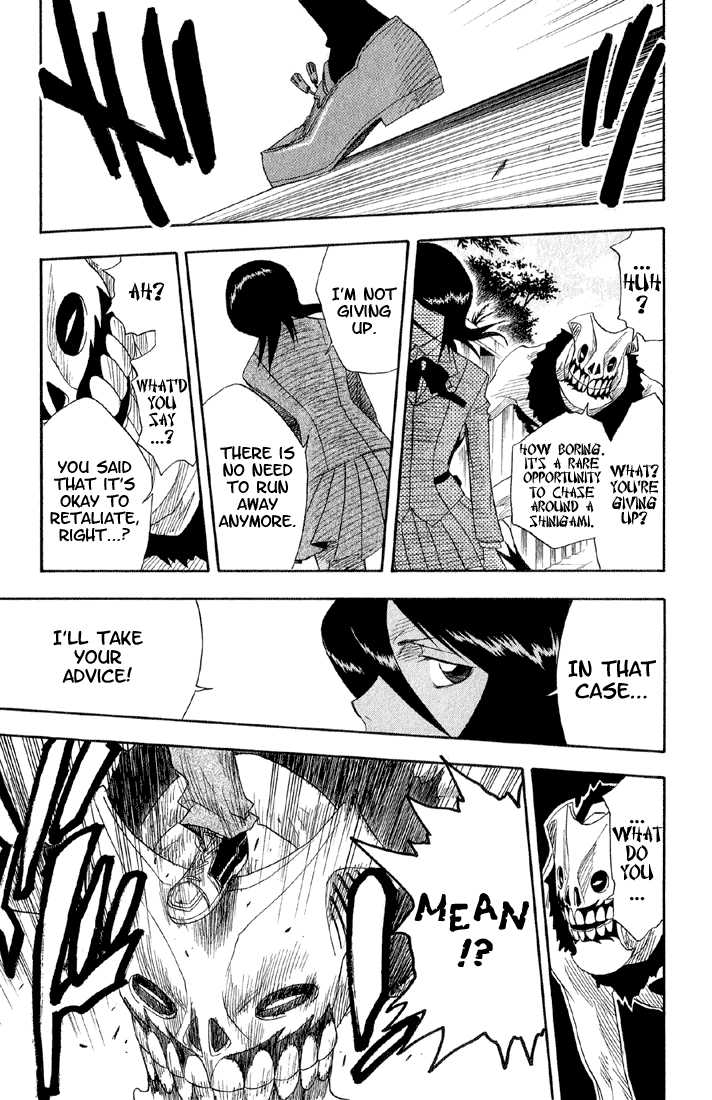 ...
HUH
?
WHAT?
YOU'RE
GIVING
UP?
HOW BORING.
IT'S A RARE
OPPORTUNITY
TO CHASE
AROUND A
SHINIGAMI.
I'M NOT
GIVING
UP.
THERE IS
NO NEED
TO RUN
AWAY
ANYMORE.
AH?
WHAT'D
YOU
SAY
...?
YOU SAID
THAT IT'S
OKAY TO
RETALIATE,
RIGHT...?
IN THAT
CASE...
I'LL TAKE
YOUR
ADVICE!
...
WHAT
DO
YOU
...
MEAN
!?